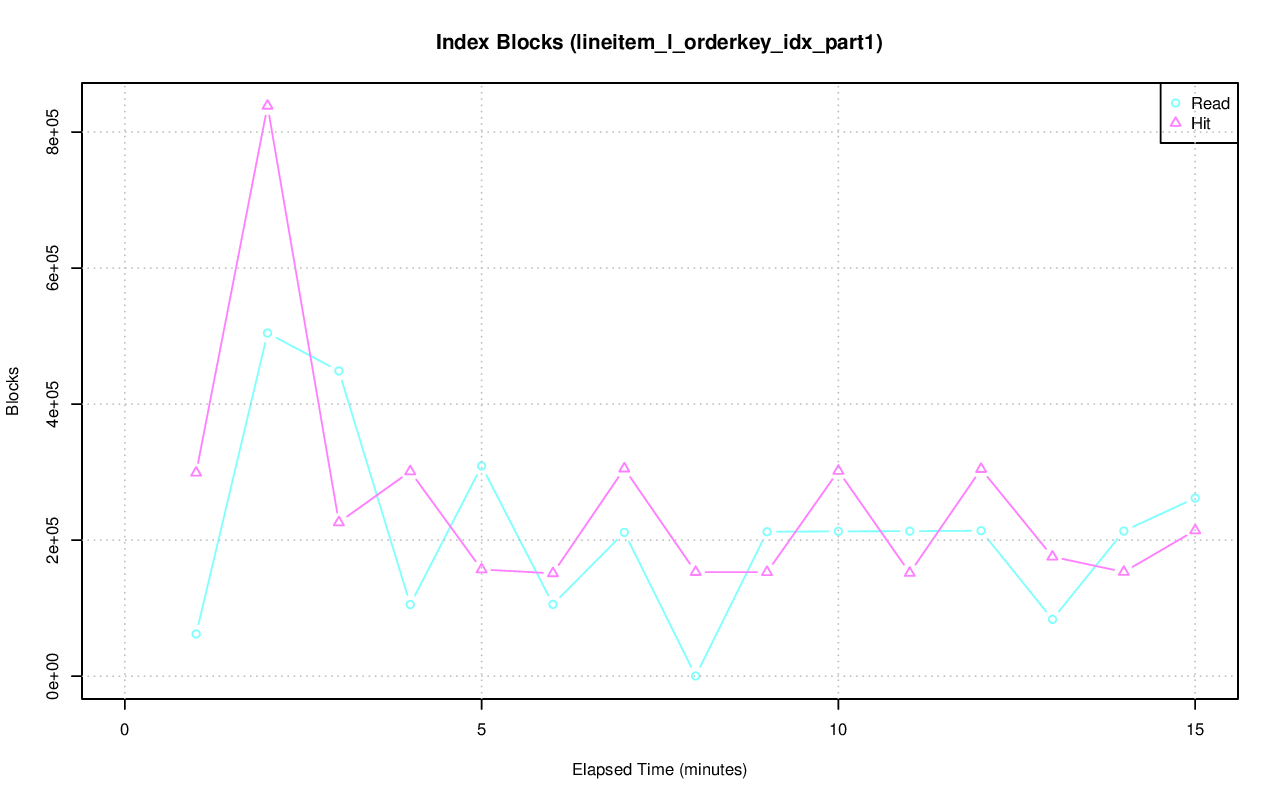 Index Blocks (lineitem_l_orderkey_idx_part1)
Read
Hit
8e+05
6e+05
4e+05
2e+05
0e+00
Blocks
0
5
10
15
Elapsed Time (minutes)